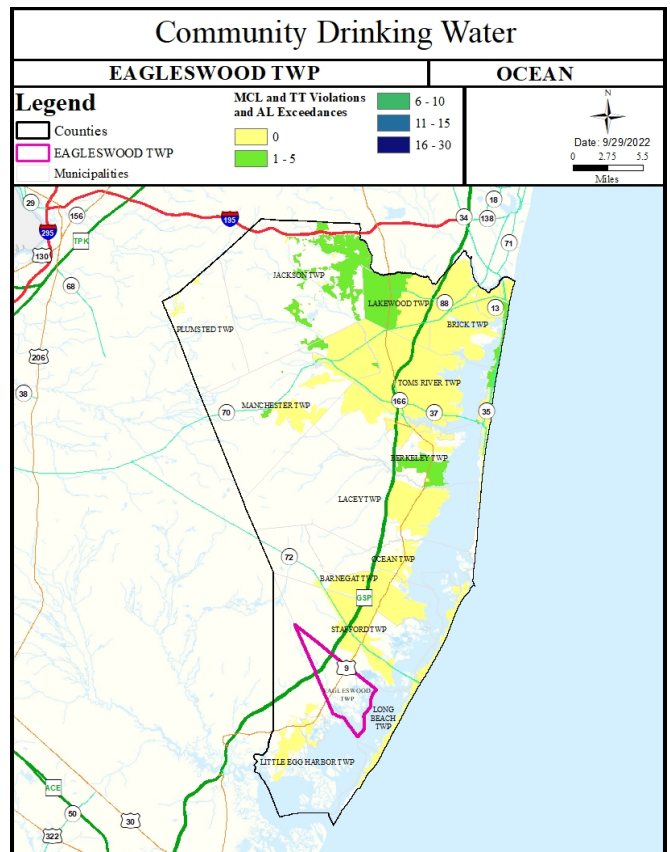 Community Drinking Water
EAGLESWOOD TWP
OCEAN
Legend
Counties
EAGLESWOOD TWP
Municipalities
MCL and TT Violations
and AL Exceedances
0
1 - 5
6 - 10
11 - 15
16 - 30
N
Date: 9/29/2022
0 2.75 5.5
Miles
29
156
195
34
18
138
295
TPK
71
130
JACKSON TWP
68
LAKEWOOD TWP
88
13
PLUMSTED TWP
BRICK TWP
206
TOMS RIVER TWP
38
166
MANCHESTER TWP
70
37
35
BERKELEY TWP
LACEY TWP
72
OCEAN TWP
BARNEGAT TWP
GSP
STAFFORD TWP
9
EAGLESWOOD
TWP
LONG
BEACH
TWP
LITTLE EGG HARBOR TWP
ACE
50
30
322